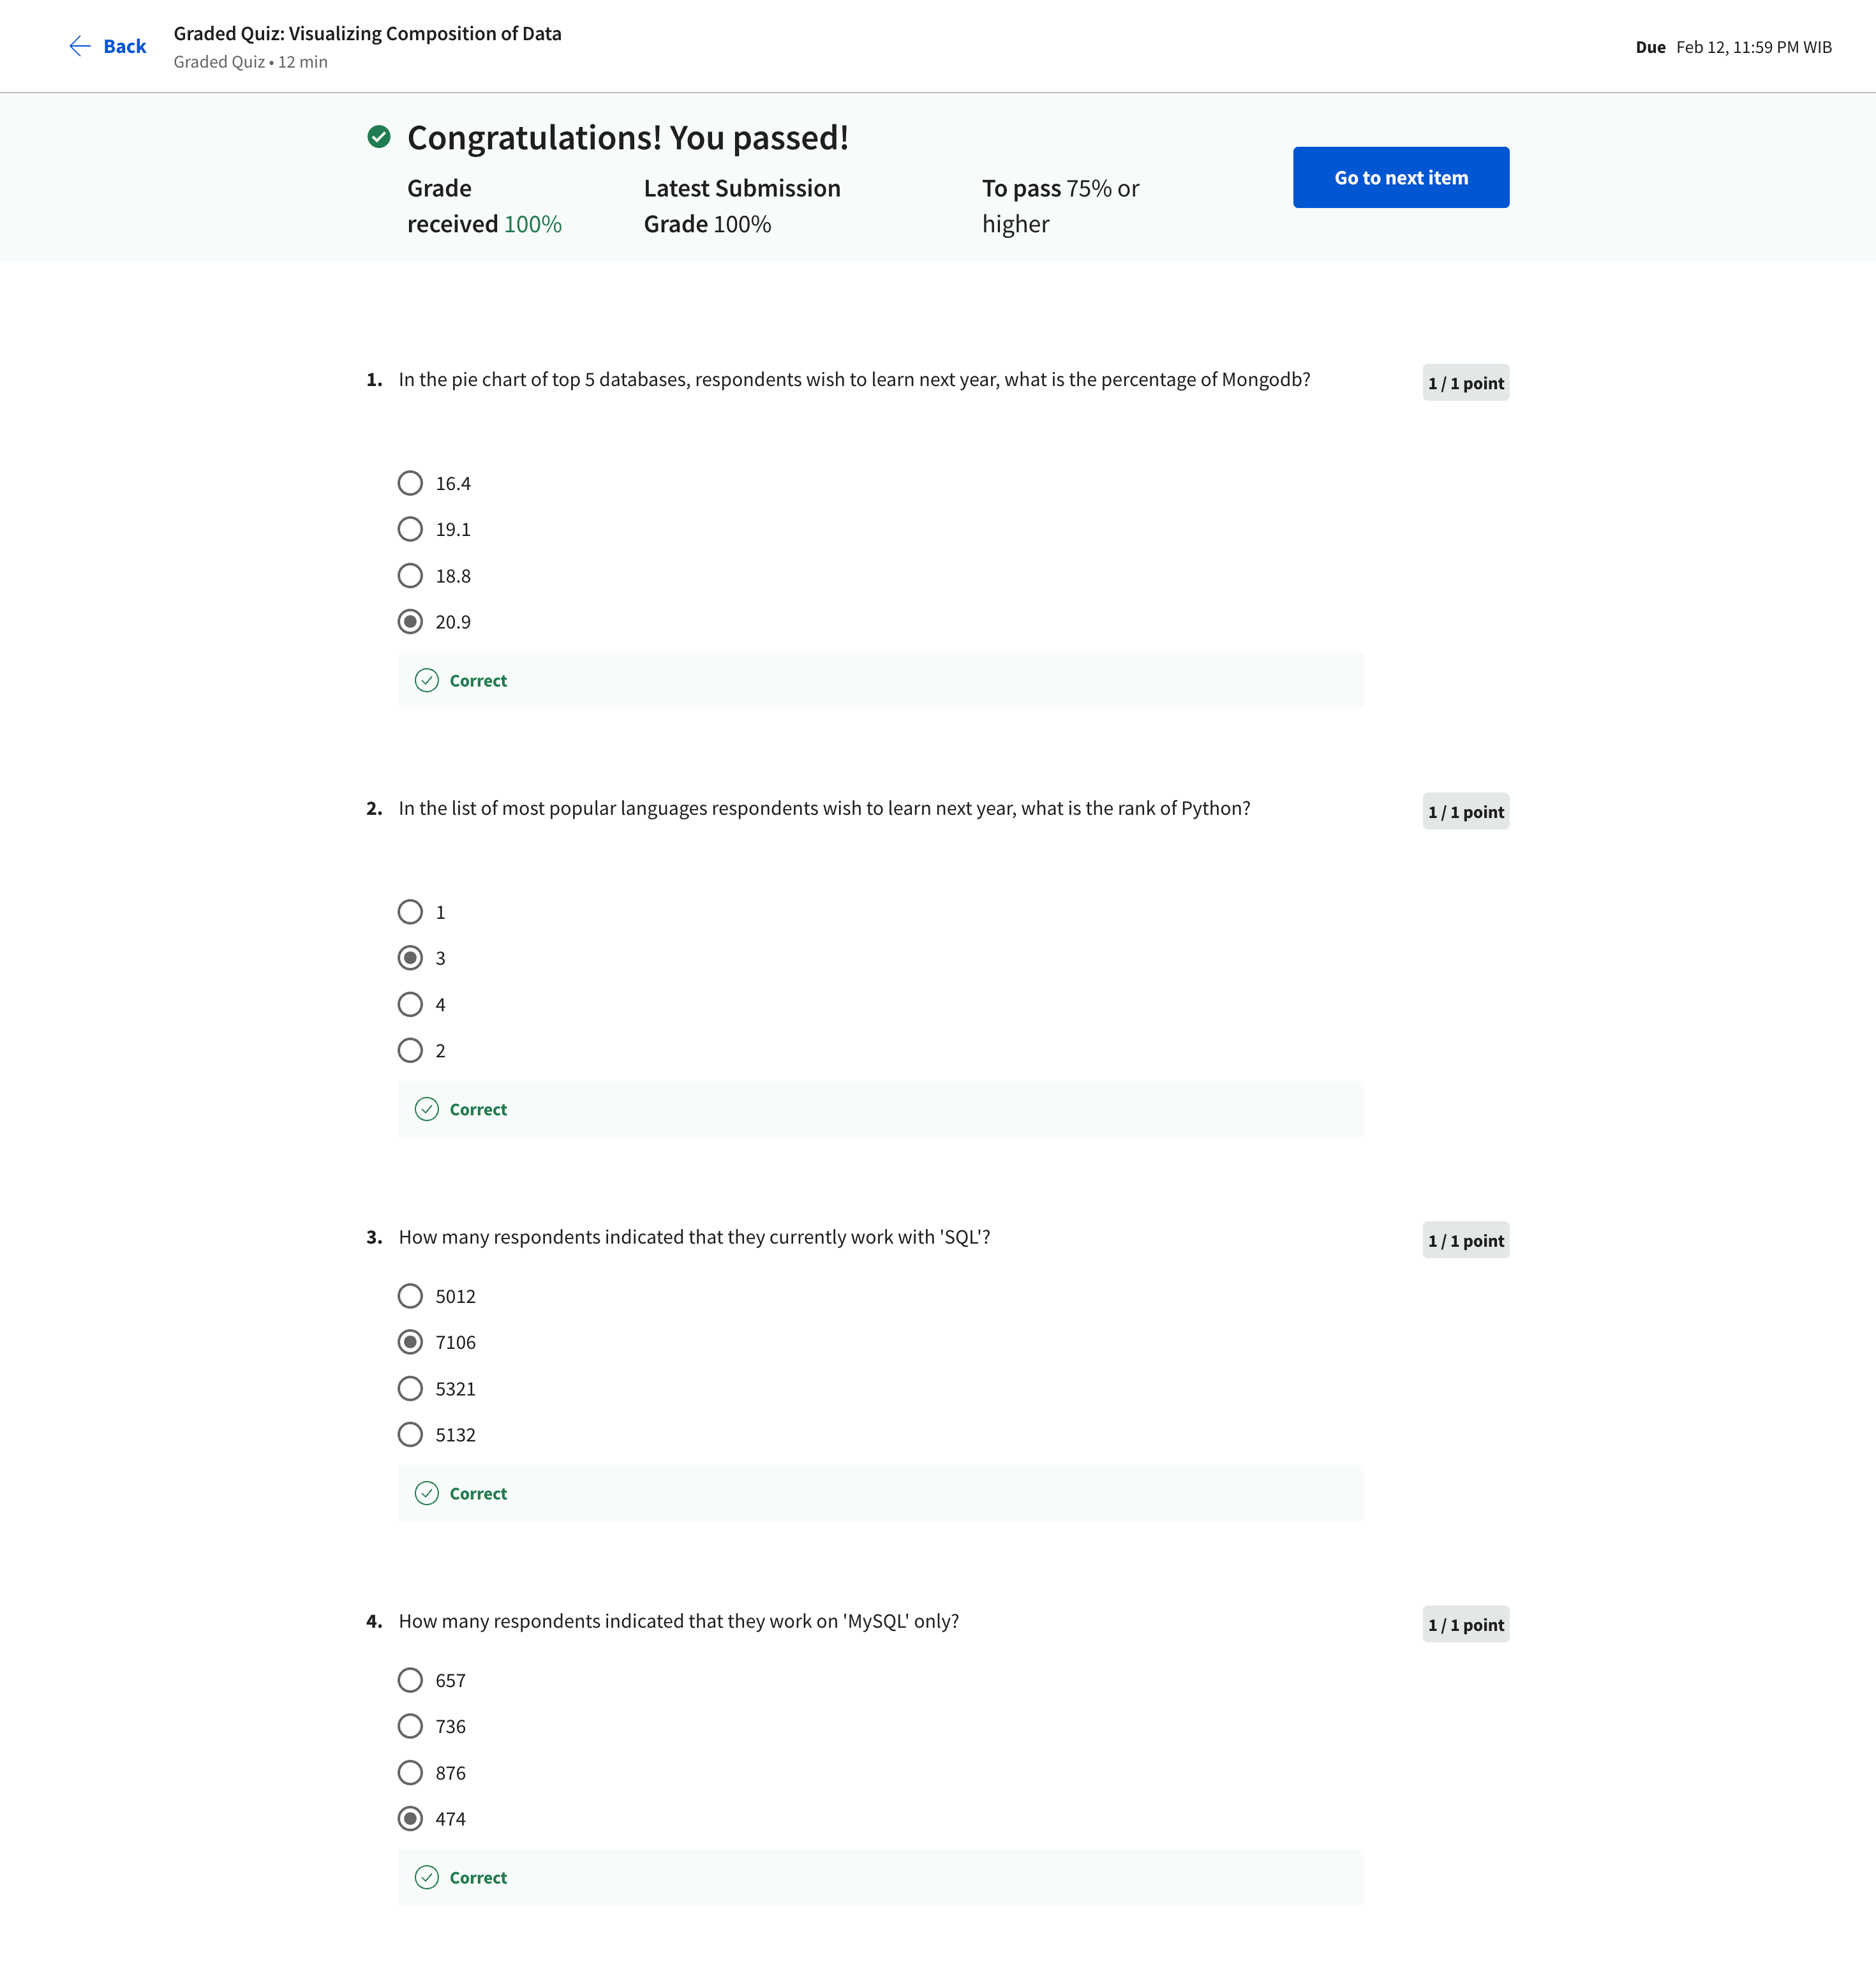 Back
Graded Quiz: Visualizing Composition of Data
Graded Quiz • 12 min
Due Feb 12, 11:59 PM WIB
Congratulations! You passed!
Grade
received 100%
Latest Submission
Grade 100%
To pass 75% or
higher
Go to next item
1. In the pie chart of top 5 databases, respondents wish to learn next year, what is the percentage of Mongodb?
1 / 1 point
16.4
19.1
18.8
20.9
Correct
2. In the list of most popular languages respondents wish to learn next year, what is the rank of Python?
1 / 1 point
1
3
4
2
Correct
3. How many respondents indicated that they currently work with 'SQL'?
1 / 1 point
5012
7106
5321
5132
Correct
4. How many respondents indicated that they work on 'MySQL' only?
1 / 1 point
657
736
876
474
Correct